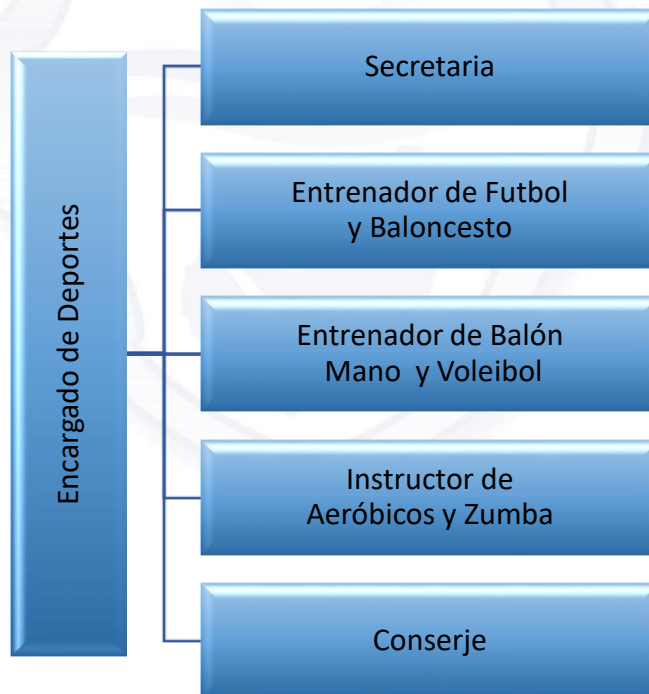 Encargado de Deportes
Secretaria
Entrenador de Futbol
y Baloncesto
Entrenador de Balón
Mano y Voleibol
Instructor de
Aeróbicos y Zumba
Conserje